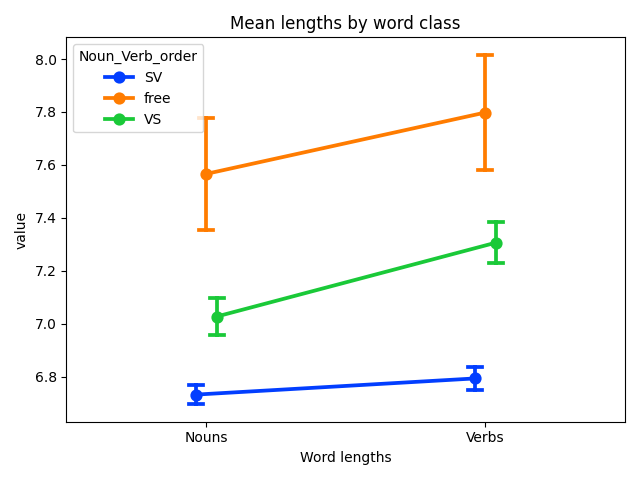 Mean lengths by word class
Noun_Verb_order
SV
free
VS
8.0
7.8
7.6
7.4
7.2
7.0
6.8
value
Nouns Verbs
Word lengths